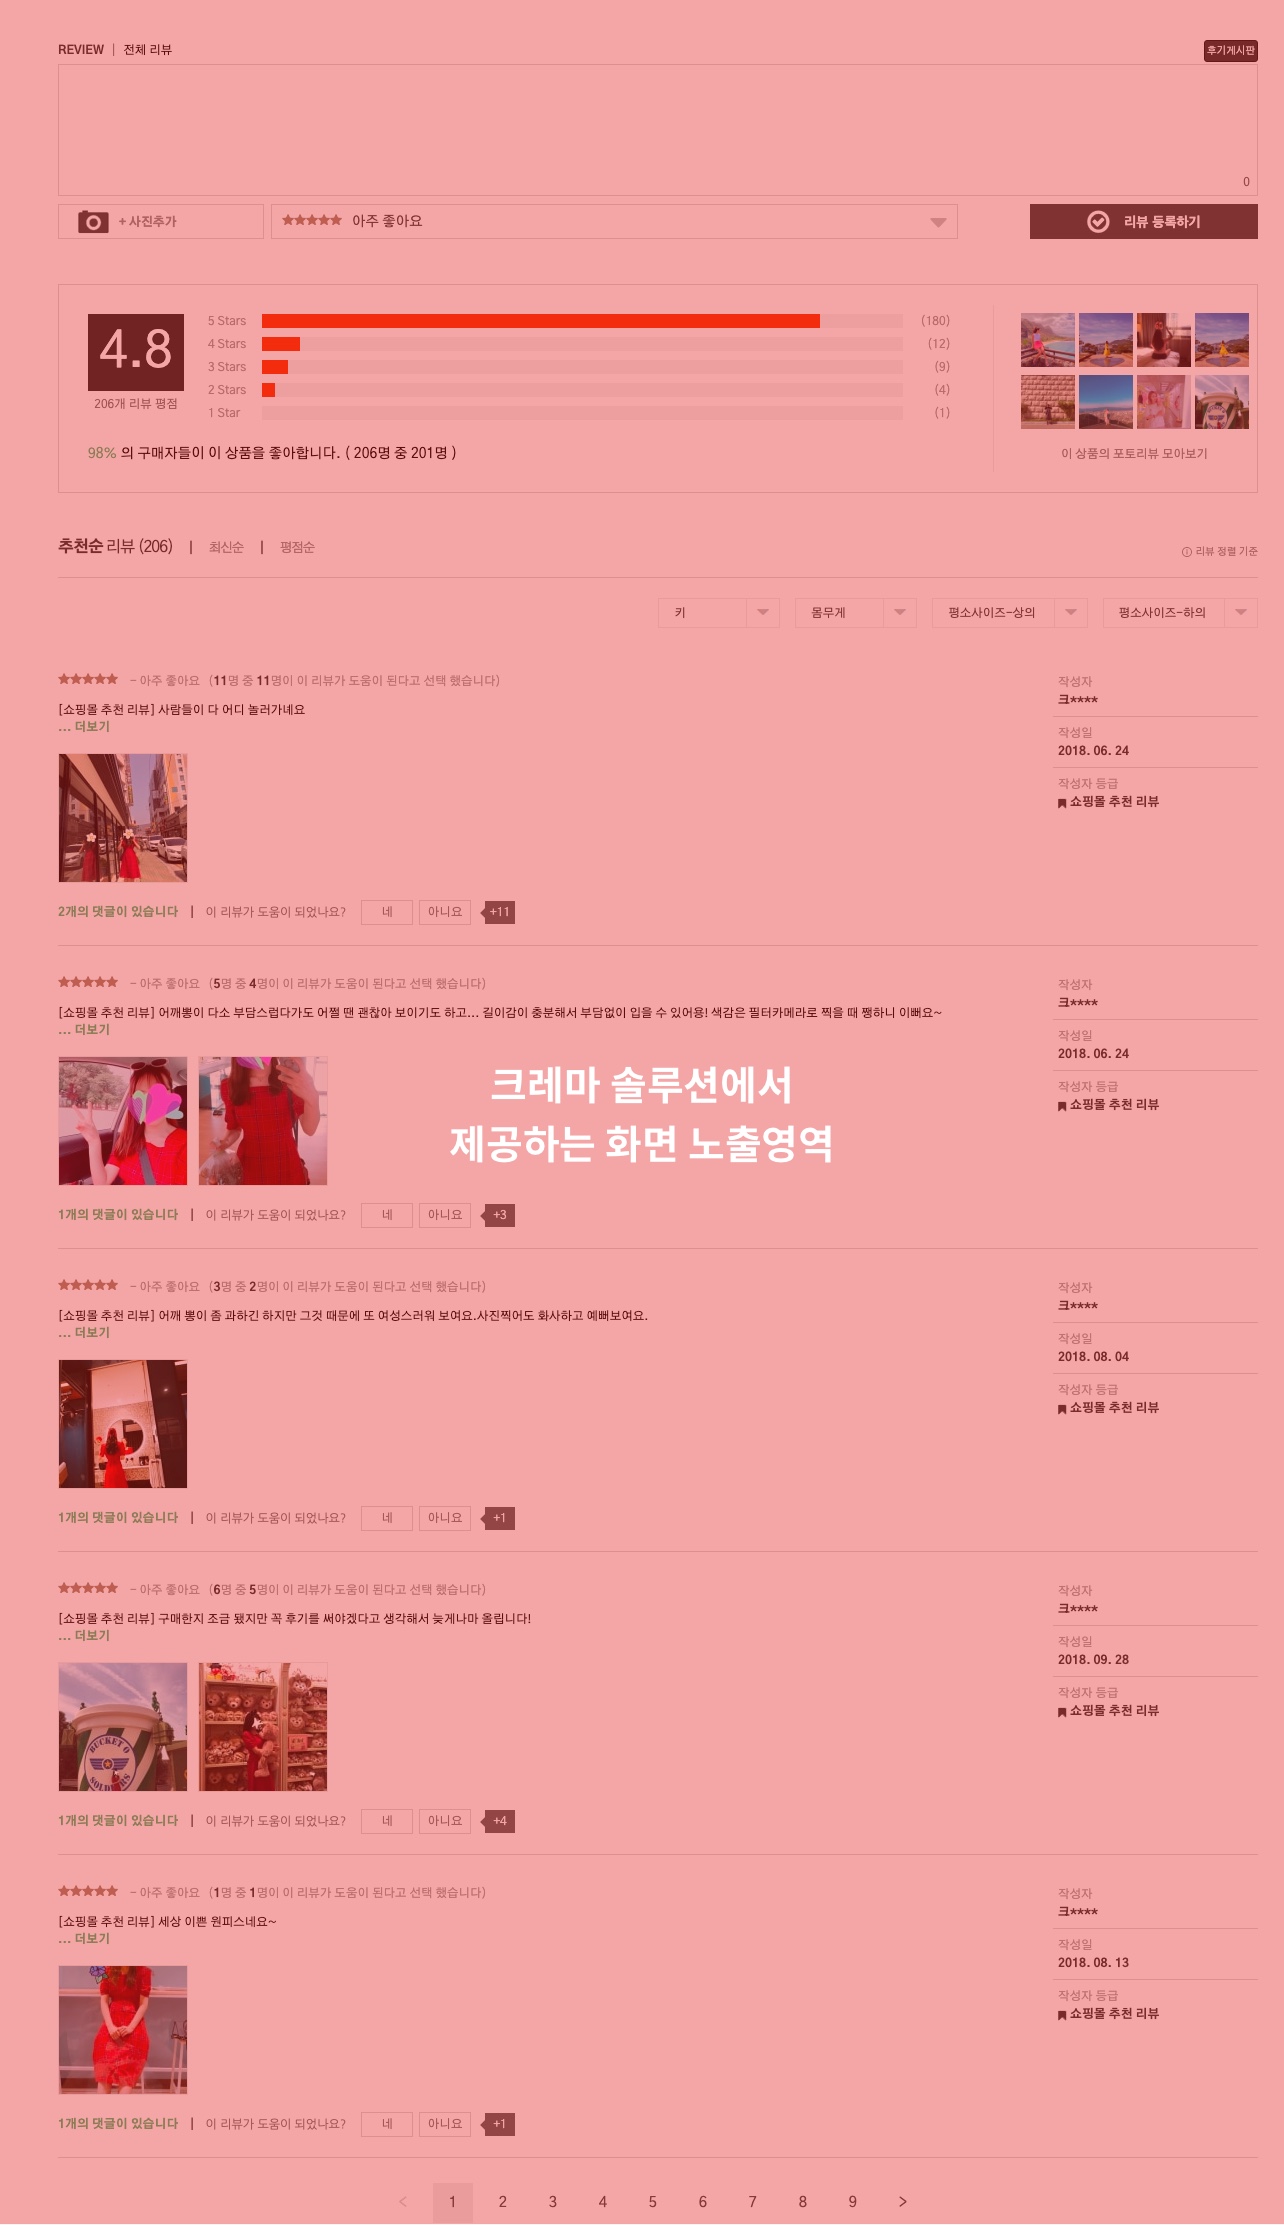 REVIEW | 전체 리뷰
후기게시판
0
+ 사진추가
★★★★★ 아주 좋아요
리뷰 등록하기
4.8
206개 리뷰 평점
5 Stars (180)
4 Stars (12)
3 Stars (9)
2 Stars (4)
1 Star (1)
98% 의 구매자들이 이 상품을 좋아합니다. ( 206명 중 201명 )
이 상품의 포토리뷰 모아보기
추천순 리뷰 (206) | 최신순 | 평점순
리뷰 정렬 기준
키
몸무게
평소사이즈-상의
평소사이즈-하의
★★★★★ - 아주 좋아요 (11명 중 11명이 이 리뷰가 도움이 된다고 선택 했습니다)
[쇼핑몰 추천 리뷰] 사람들이 다 어디 놀러가녜요
... 더보기
작성자
크****
작성일
2018. 06. 24
작성자 등급
쇼핑몰 추천 리뷰
2개의 댓글이 있습니다 | 이 리뷰가 도움이 되었나요? 네 아니요 +11
★★★★★ - 아주 좋아요 (5명 중 4명이 이 리뷰가 도움이 된다고 선택 했습니다)
[쇼핑몰 추천 리뷰] 어깨뽕이 다소 부담스럽다가도 어쩔 땐 괜찮아 보이기도 하고... 길이감이 충분해서 부담없이 입을 수 있어용! 색감은 필터카메라로 찍을 때 쨍하니 이뻐요~
... 더보기
작성자
크****
작성일
2018. 06. 24
작성자 등급
쇼핑몰 추천 리뷰
크레마 솔루션에서
제공하는 화면 노출영역
1개의 댓글이 있습니다 | 이 리뷰가 도움이 되었나요? 네 아니요 +3
★★★★★ - 아주 좋아요 (3명 중 2명이 이 리뷰가 도움이 된다고 선택 했습니다)
[쇼핑몰 추천 리뷰] 어깨 뽕이 좀 과하긴 하지만 그것 때문에 또 여성스러워 보여요.사진찍어도 화사하고 예뻐보여요.
... 더보기
작성자
크****
작성일
2018. 08. 04
작성자 등급
쇼핑몰 추천 리뷰
1개의 댓글이 있습니다 | 이 리뷰가 도움이 되었나요? 네 아니요 +1
★★★★★ - 아주 좋아요 (6명 중 5명이 이 리뷰가 도움이 된다고 선택 했습니다)
[쇼핑몰 추천 리뷰] 구매한지 조금 됐지만 꼭 후기를 써야겠다고 생각해서 늦게나마 올립니다!
... 더보기
작성자
크****
작성일
2018. 09. 28
작성자 등급
쇼핑몰 추천 리뷰
BUCKET O
1개의 댓글이 있습니다 | 이 리뷰가 도움이 되었나요? 네 아니요 +4
★★★★★ - 아주 좋아요 (1명 중 1명이 이 리뷰가 도움이 된다고 선택 했습니다)
[쇼핑몰 추천 리뷰] 세상 이쁜 원피스네요~
... 더보기
작성자
크****
작성일
2018. 08. 13
작성자 등급
쇼핑몰 추천 리뷰
1개의 댓글이 있습니다 | 이 리뷰가 도움이 되었나요? 네 아니요 +1
< 1 2 3 4 5 6 7 8 9 >